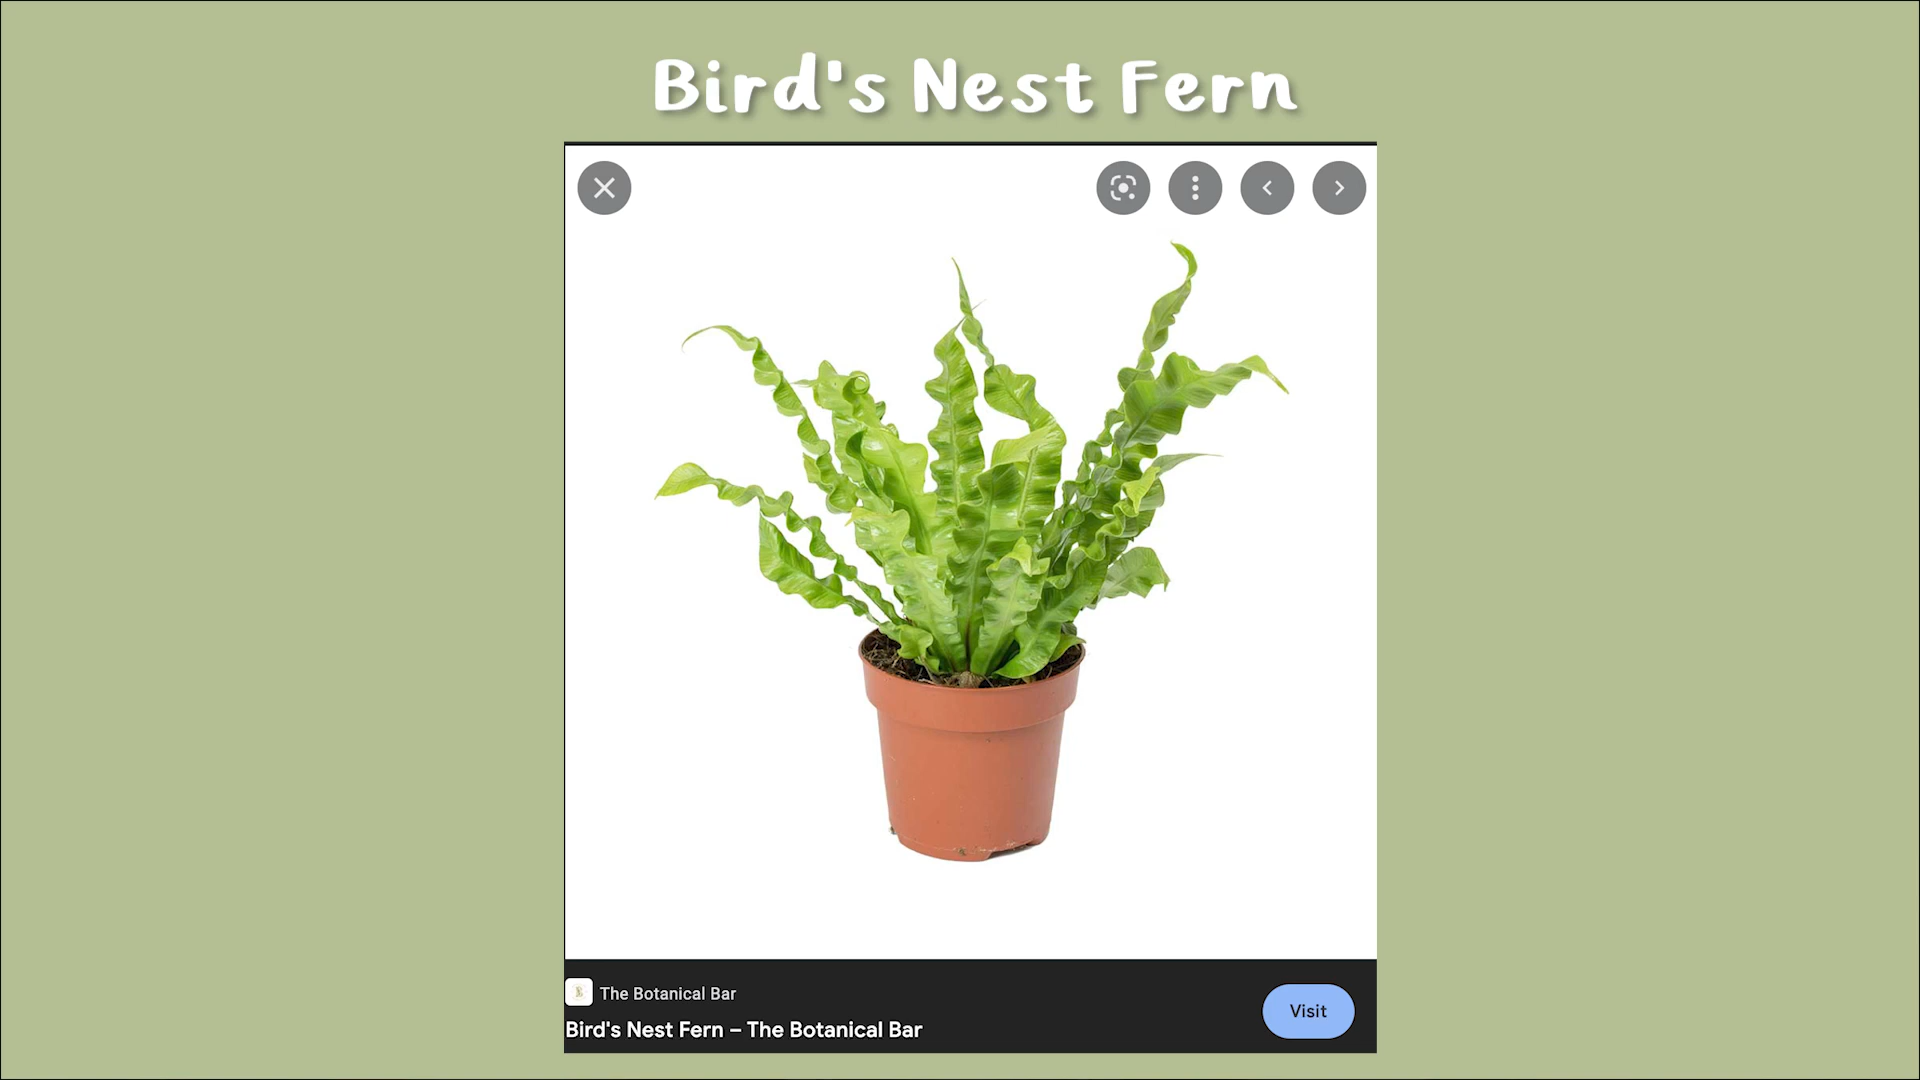 Bird's Nest Fern
The Botanical Bar
Bird's Nest Fern – The Botanical Bar
Visit